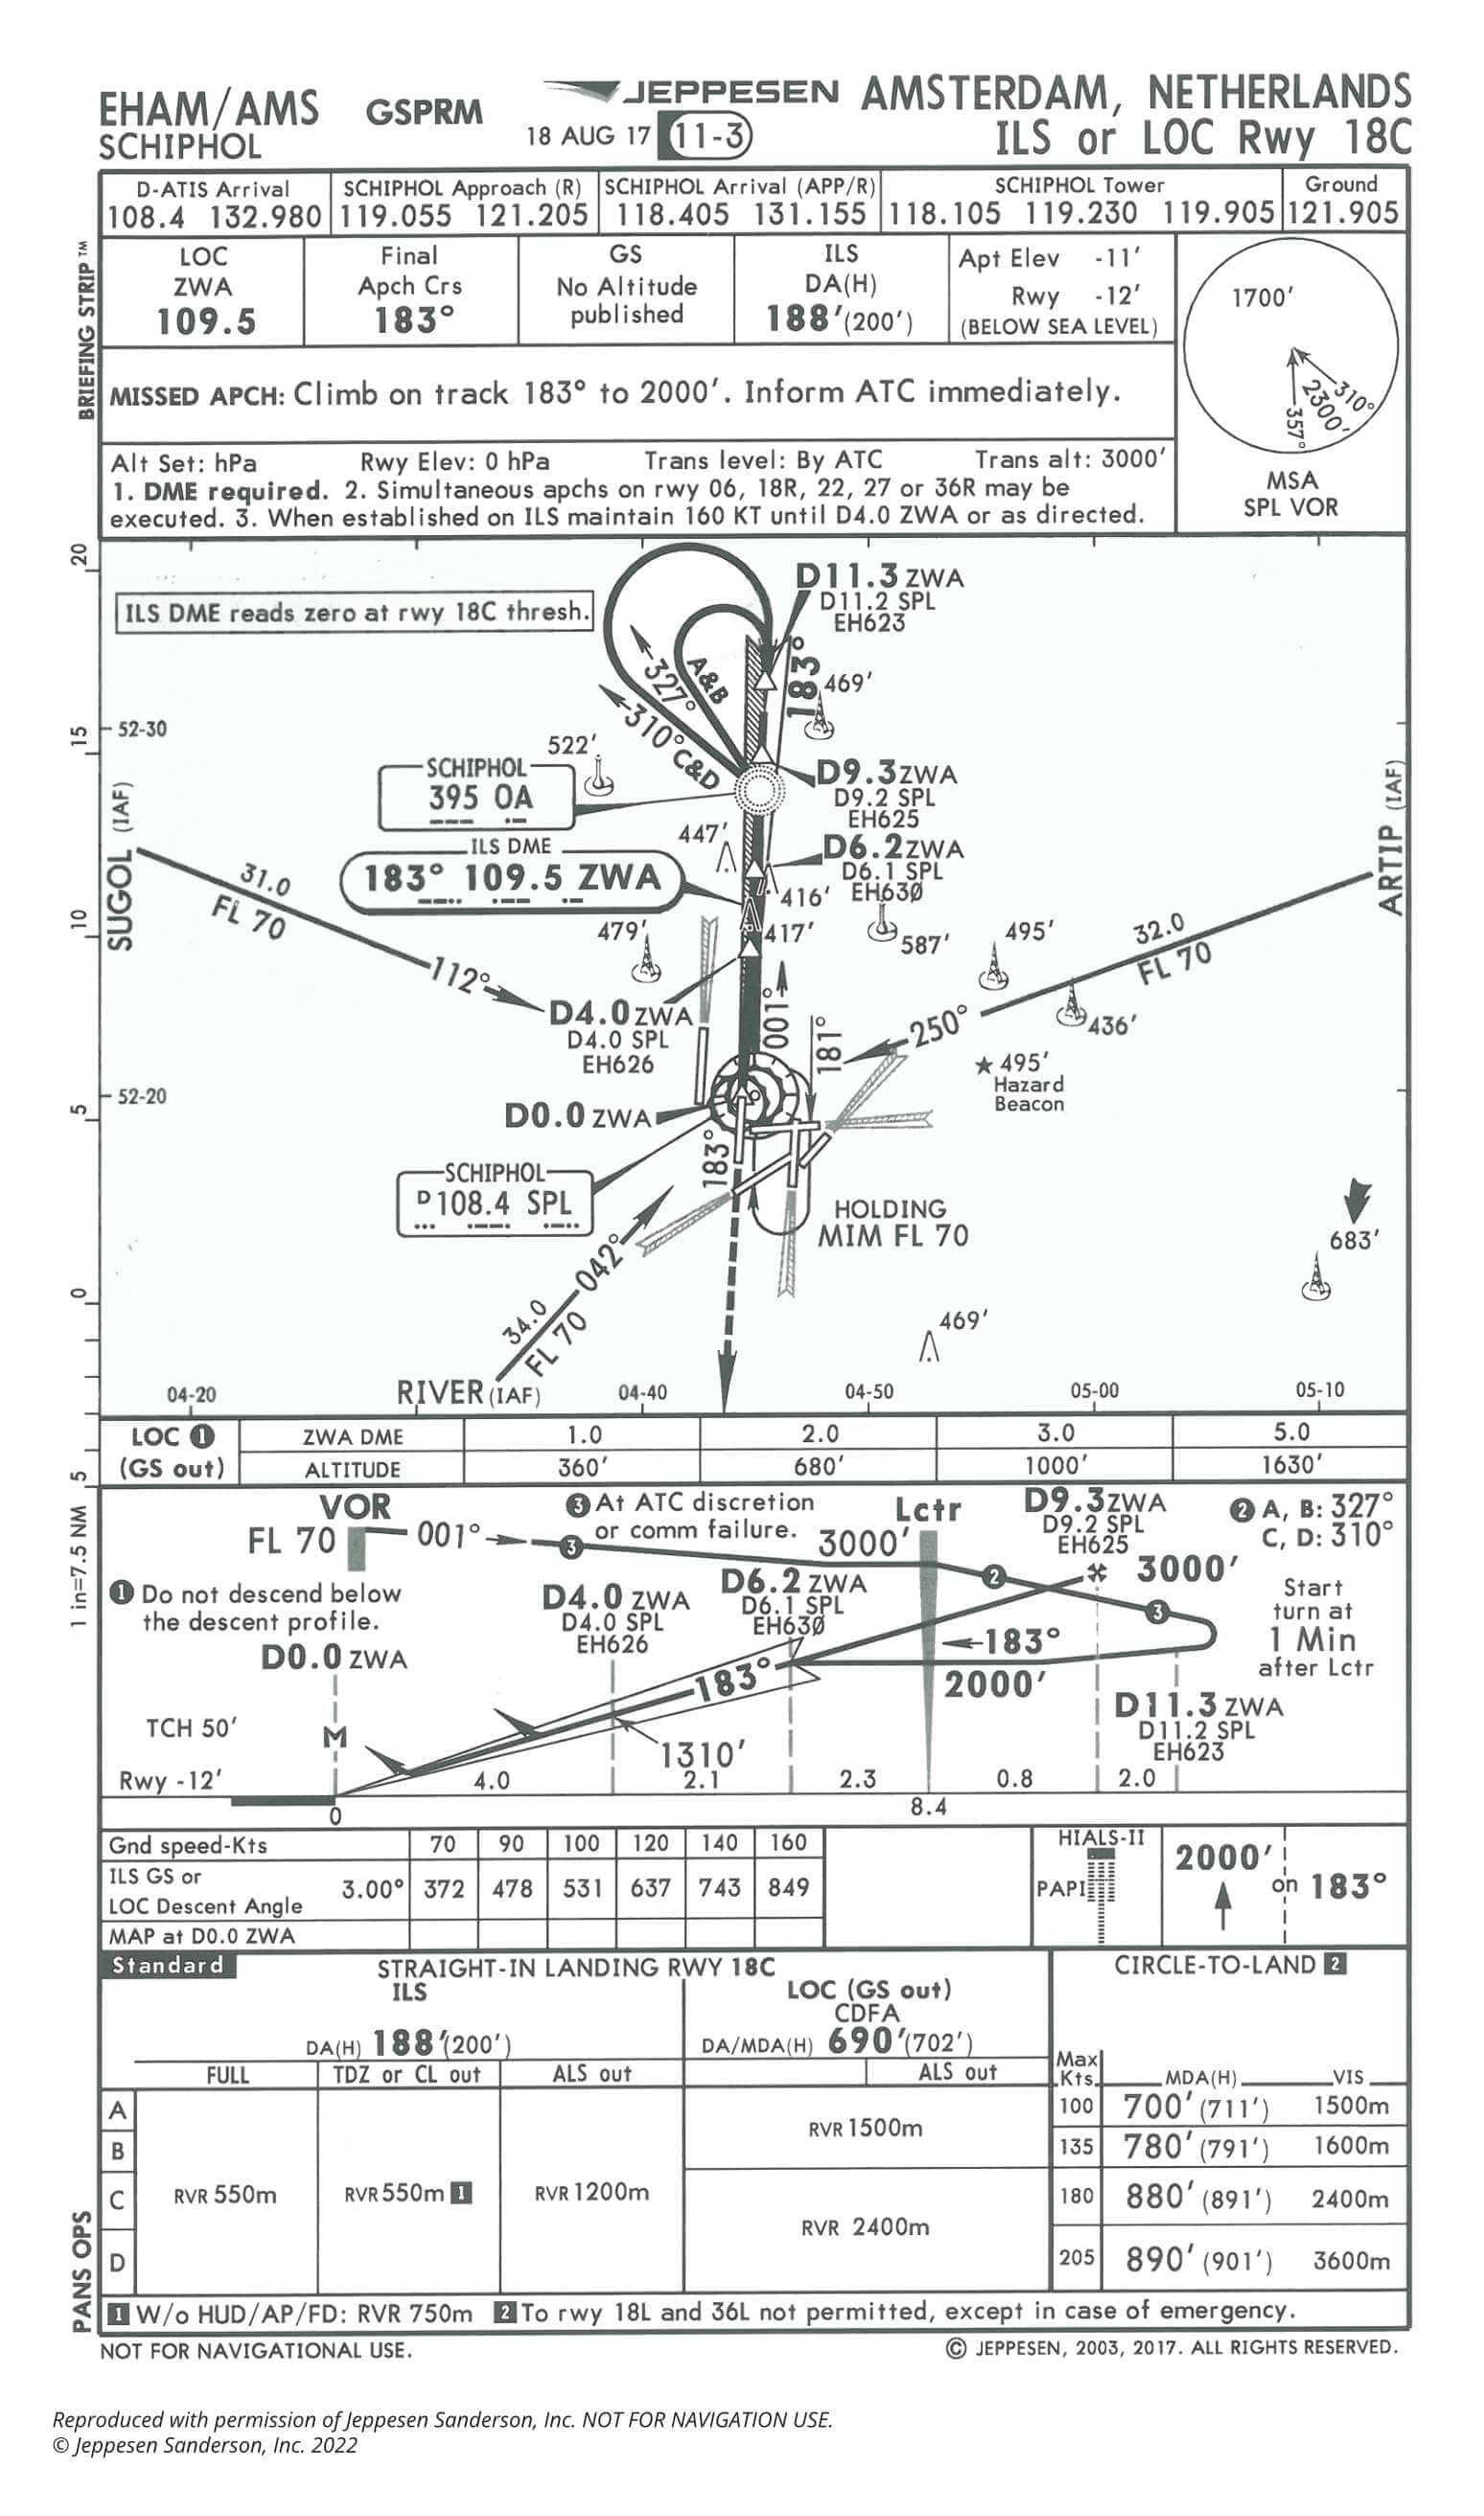 EHAM/AMS
SCHIPHOL
GSPRM
JEPPESEN
18 AUG 17
11-3
AMSTERDAM, NETHERLANDS
ILS or LOC Rwy 18C
D-ATIS Arrival
108.4 132.980
SCHIPHOL Approach (R)
119.055 121.205
SCHIPHOL Arrival (APP/R)
118.405 131.155
SCHIPHOL Tower
118.105 119.230 119.905
Ground
121.905
BRIEFING STRIP™
LOC
ZWA
109.5
Final
Apch Crs
183°
GS
No Altitude
published
ILS
DA(H)
188'(200')
Apt Elev -11'
Rwy -12'
(BELOW SEA LEVEL)
1700'
310°
2300'
357°
MSA
SPL VOR
MISSED APCH: Climb on track 183° to 2000'. Inform ATC immediately.
Alt Set: hPa Rwy Elev: 0 hPa Trans level: By ATC Trans alt: 3000'
1. DME required. 2. Simultaneous apchs on rwy 06, 18R, 22, 27 or 36R may be
executed. 3. When established on ILS maintain 160 KT until D4.0 ZWA or as directed.
20
15
10
5
0
5
1 in=7.5 NM
ILS DME reads zero at rwy 18C thresh.
D11.3 ZWA
D11.2 SPL
EH623
183°
469'
A&B
327°
310° C&D
52-30
522'
SCHIPHOL
395 OA
D9.3 ZWA
D9.2 SPL
EH625
447'
D6.2 ZWA
D6.1 SPL
EH630
ILS DME
183° 109.5 ZWA
416'
417'
SUGOL (IAF)
31.0
FL 70
112°
479'
587'
495'
32.0
FL 70
ARTIP (IAF)
250°
436'
D4.0 ZWA
D4.0 SPL
EH626
001°
181°
495'
Hazard
Beacon
52-20
D0.0 ZWA
183°
SCHIPHOL
D 108.4 SPL
HOLDING
MIM FL 70
683'
042°
34.0
FL 70
469'
RIVER (IAF)
04-20
04-40
04-50
05-00
05-10
LOC 1
(GS out)
ZWA DME 1.0 2.0 3.0 5.0
ALTITUDE 360' 680' 1000' 1630'
VOR
FL 70
001°
3
3 At ATC discretion
or comm failure.
3000'
Lctr
D9.3 ZWA
D9.2 SPL
EH625
2 A, B: 327°
C, D: 310°
2
3000'
3
1 Do not descend below
the descent profile.
D4.0 ZWA
D4.0 SPL
EH626
D6.2 ZWA
D6.1 SPL
EH630
Start
turn at
1 Min
after Lctr
D0.0 ZWA
183°
183°
2000'
D11.3 ZWA
D11.2 SPL
EH623
TCH 50'
M
1310'
Rwy -12'
4.0 2.1 2.3 0.8 2.0
0
8.4
Gnd speed-Kts 70 90 100 120 140 160
ILS GS or
LOC Descent Angle 3.00° 372 478 531 637 743 849
MAP at D0.0 ZWA
HIALS-II
PAPI
2000'
on 183°
Standard
STRAIGHT-IN LANDING RWY 18C
ILS
DA(H) 188'(200')
LOC (GS out)
CDFA
DA/MDA(H) 690'(702')
CIRCLE-TO-LAND 2
FULL
TDZ or CL out
ALS out
ALS out
Max
Kts
MDA(H)
VIS
A
B
C
D
RVR 550m
RVR 550m 1
RVR 1200m
RVR 1500m
RVR 2400m
100 700' (711') 1500m
135 780' (791') 1600m
180 880' (891') 2400m
205 890' (901') 3600m
PANS OPS
1 W/o HUD/AP/FD: RVR 750m 2 To rwy 18L and 36L not permitted, except in case of emergency.
NOT FOR NAVIGATIONAL USE.
© JEPPESEN, 2003, 2017. ALL RIGHTS RESERVED.
Reproduced with permission of Jeppesen Sanderson, Inc. NOT FOR NAVIGATION USE.
© Jeppesen Sanderson, Inc. 2022